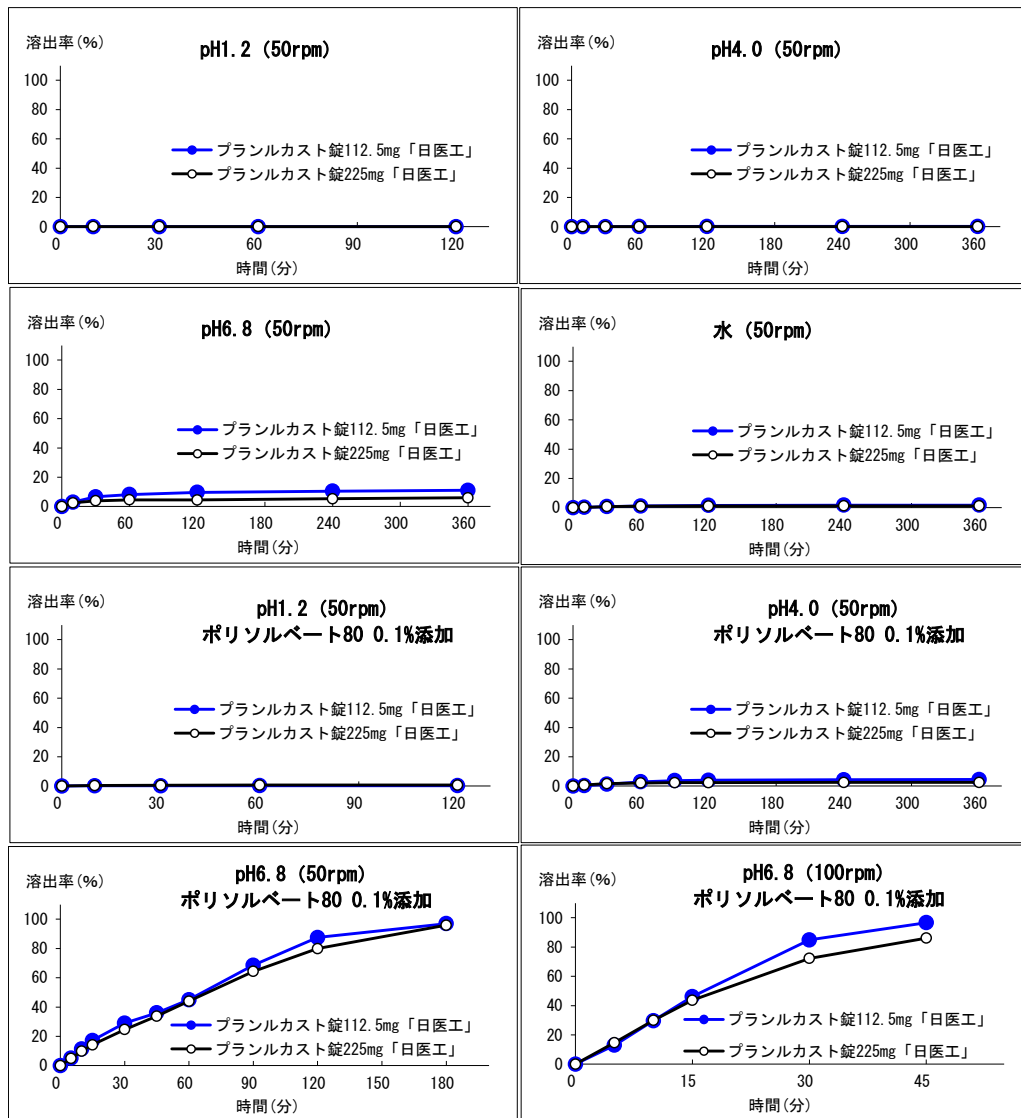 溶出率(%)
pH1.2 (50rpm)
100
80
60
40
20
0
プランルカスト錠112.5mg「日医工」
プランルカスト錠225mg「日医工」
0 30 60 90 120
時間(分)
溶出率(%)
pH4.0 (50rpm)
100
80
60
40
20
0
プランルカスト錠112.5mg「日医工」
プランルカスト錠225mg「日医工」
0 60 120 180 240 300 360
時間(分)
溶出率(%)
pH6.8 (50rpm)
100
80
60
40
20
0
プランルカスト錠112.5mg「日医工」
プランルカスト錠225mg「日医工」
0 60 120 180 240 300 360
時間(分)
溶出率(%)
水 (50rpm)
100
80
60
40
20
0
プランルカスト錠112.5mg「日医工」
プランルカスト錠225mg「日医工」
0 60 120 180 240 300 360
時間(分)
溶出率(%)
pH1.2 (50rpm)
ポリソルベート80 0.1%添加
100
80
60
40
20
0
プランルカスト錠112.5mg「日医工」
プランルカスト錠225mg「日医工」
0 30 60 90 120
時間(分)
溶出率(%)
pH4.0 (50rpm)
ポリソルベート80 0.1%添加
100
80
60
40
20
0
プランルカスト錠112.5mg「日医工」
プランルカスト錠225mg「日医工」
0 60 120 180 240 300 360
時間(分)
溶出率(%)
pH6.8 (50rpm)
ポリソルベート80 0.1%添加
100
80
60
40
20
0
プランルカスト錠112.5mg「日医工」
プランルカスト錠225mg「日医工」
0 30 60 90 120 150 180
時間(分)
溶出率(%)
pH6.8 (100rpm)
ポリソルベート80 0.1%添加
100
80
60
40
20
0
プランルカスト錠112.5mg「日医工」
プランルカスト錠225mg「日医工」
0 15 30 45
時間(分)